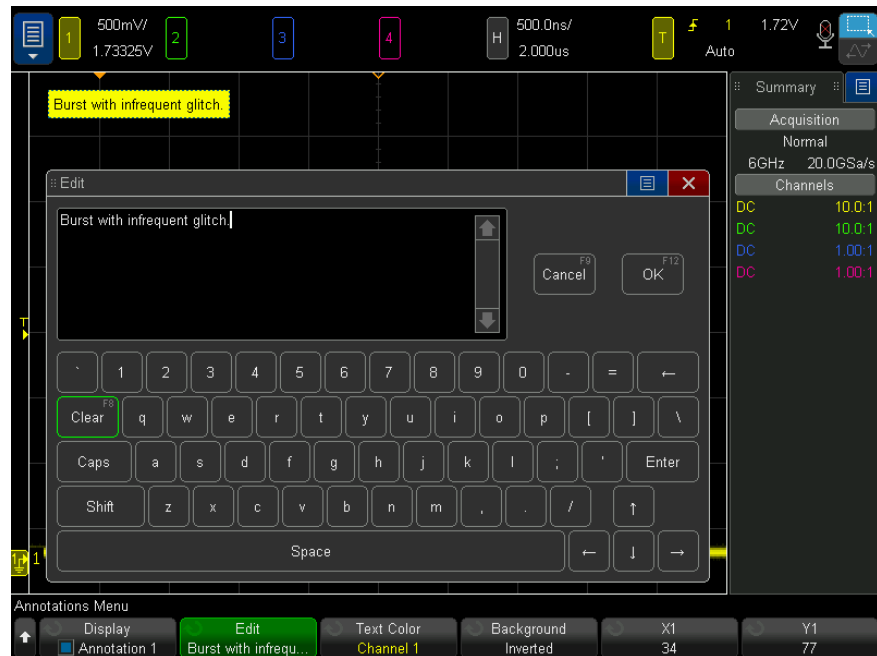 1
500mV/
1.73325V
2
3
4
H
500.0ns/
2.000us
T
1
1.72V
Auto
Burst with infrequent glitch.
Summary
Acquisition
Normal
6GHz 20.0GSa/s
Channels
DC 10.0:1
DC 10.0:1
DC 1.00:1
DC 1.00:1
Edit
Burst with infrequent glitch.
Cancel F9
OK F12
T
` 1 2 3 4 5 6 7 8 9 0 - = ←
Clear F8 q w e r t y u i o p [ ] \
Caps a s d f g h j k l ; ' Enter
Shift z x c v b n m , . / ↑
Space ← ↓ →
1 1
Annotations Menu
Display
Annotation 1
Edit
Burst with infrequ...
Text Color
Channel 1
Background
Inverted
X1
34
Y1
77